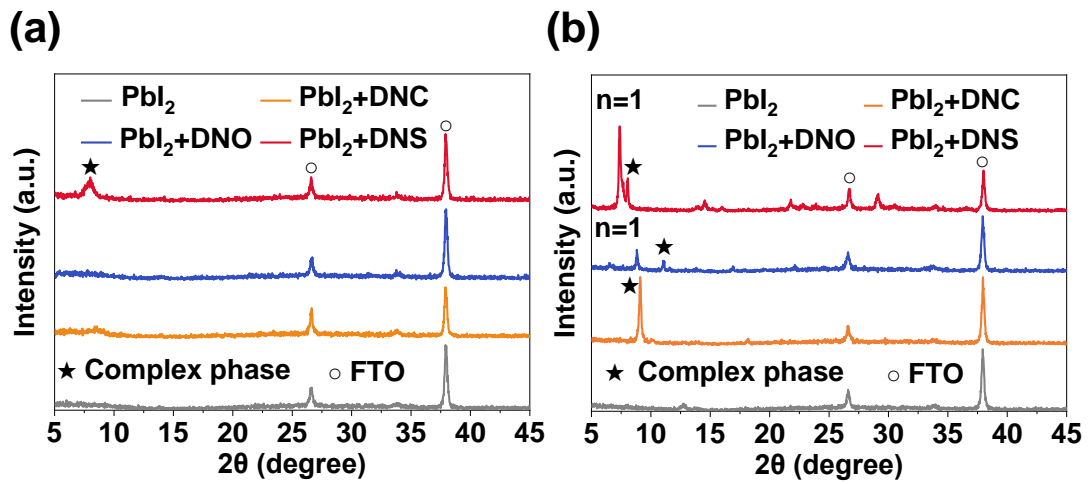 (a)
PbI₂
PbI₂+DNC
PbI₂+DNO
PbI₂+DNS
Complex phase
FTO
Intensity (a.u.)
5 10 15 20 25 30 35 40 45
2θ (degree)
(b)
n=1
PbI₂
PbI₂+DNC
PbI₂+DNO
PbI₂+DNS
n=1
Complex phase
FTO
Intensity (a.u.)
5 10 15 20 25 30 35 40 45
2θ (degree)